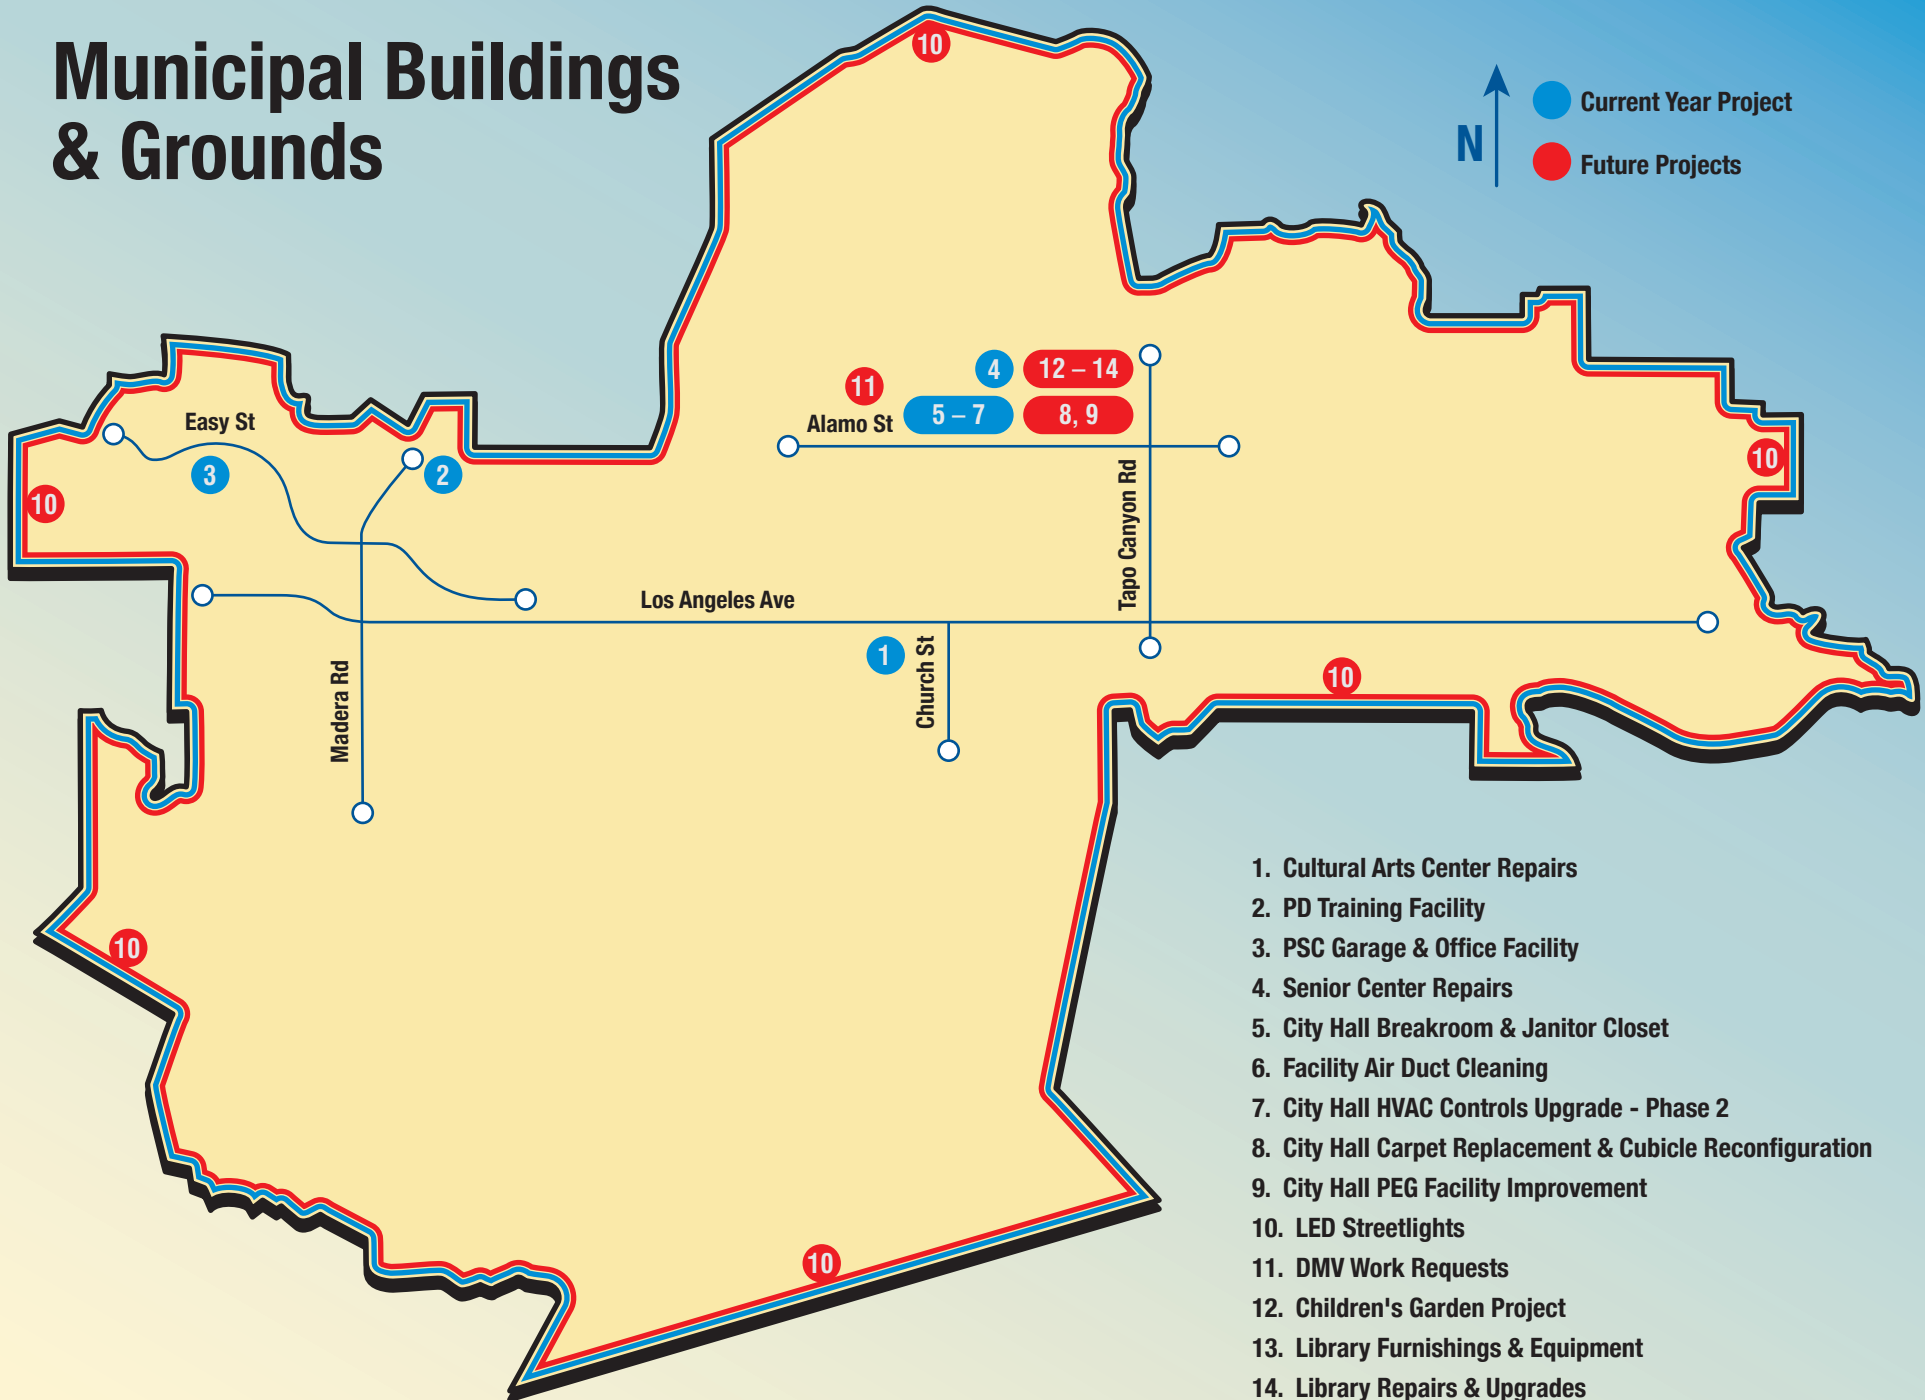 Municipal Buildings
& Grounds
N
Current Year Project
Future Projects
10
11
4
12 – 14
Alamo St
5 – 7
8, 9
Easy St
3
2
10
10
Tapo Canyon Rd
Los Angeles Ave
1
Church St
Madera Rd
10
10
10
1. Cultural Arts Center Repairs
2. PD Training Facility
3. PSC Garage & Office Facility
4. Senior Center Repairs
5. City Hall Breakroom & Janitor Closet
6. Facility Air Duct Cleaning
7. City Hall HVAC Controls Upgrade - Phase 2
8. City Hall Carpet Replacement & Cubicle Reconfiguration
9. City Hall PEG Facility Improvement
10. LED Streetlights
11. DMV Work Requests
12. Children's Garden Project
13. Library Furnishings & Equipment
14. Library Repairs & Upgrades